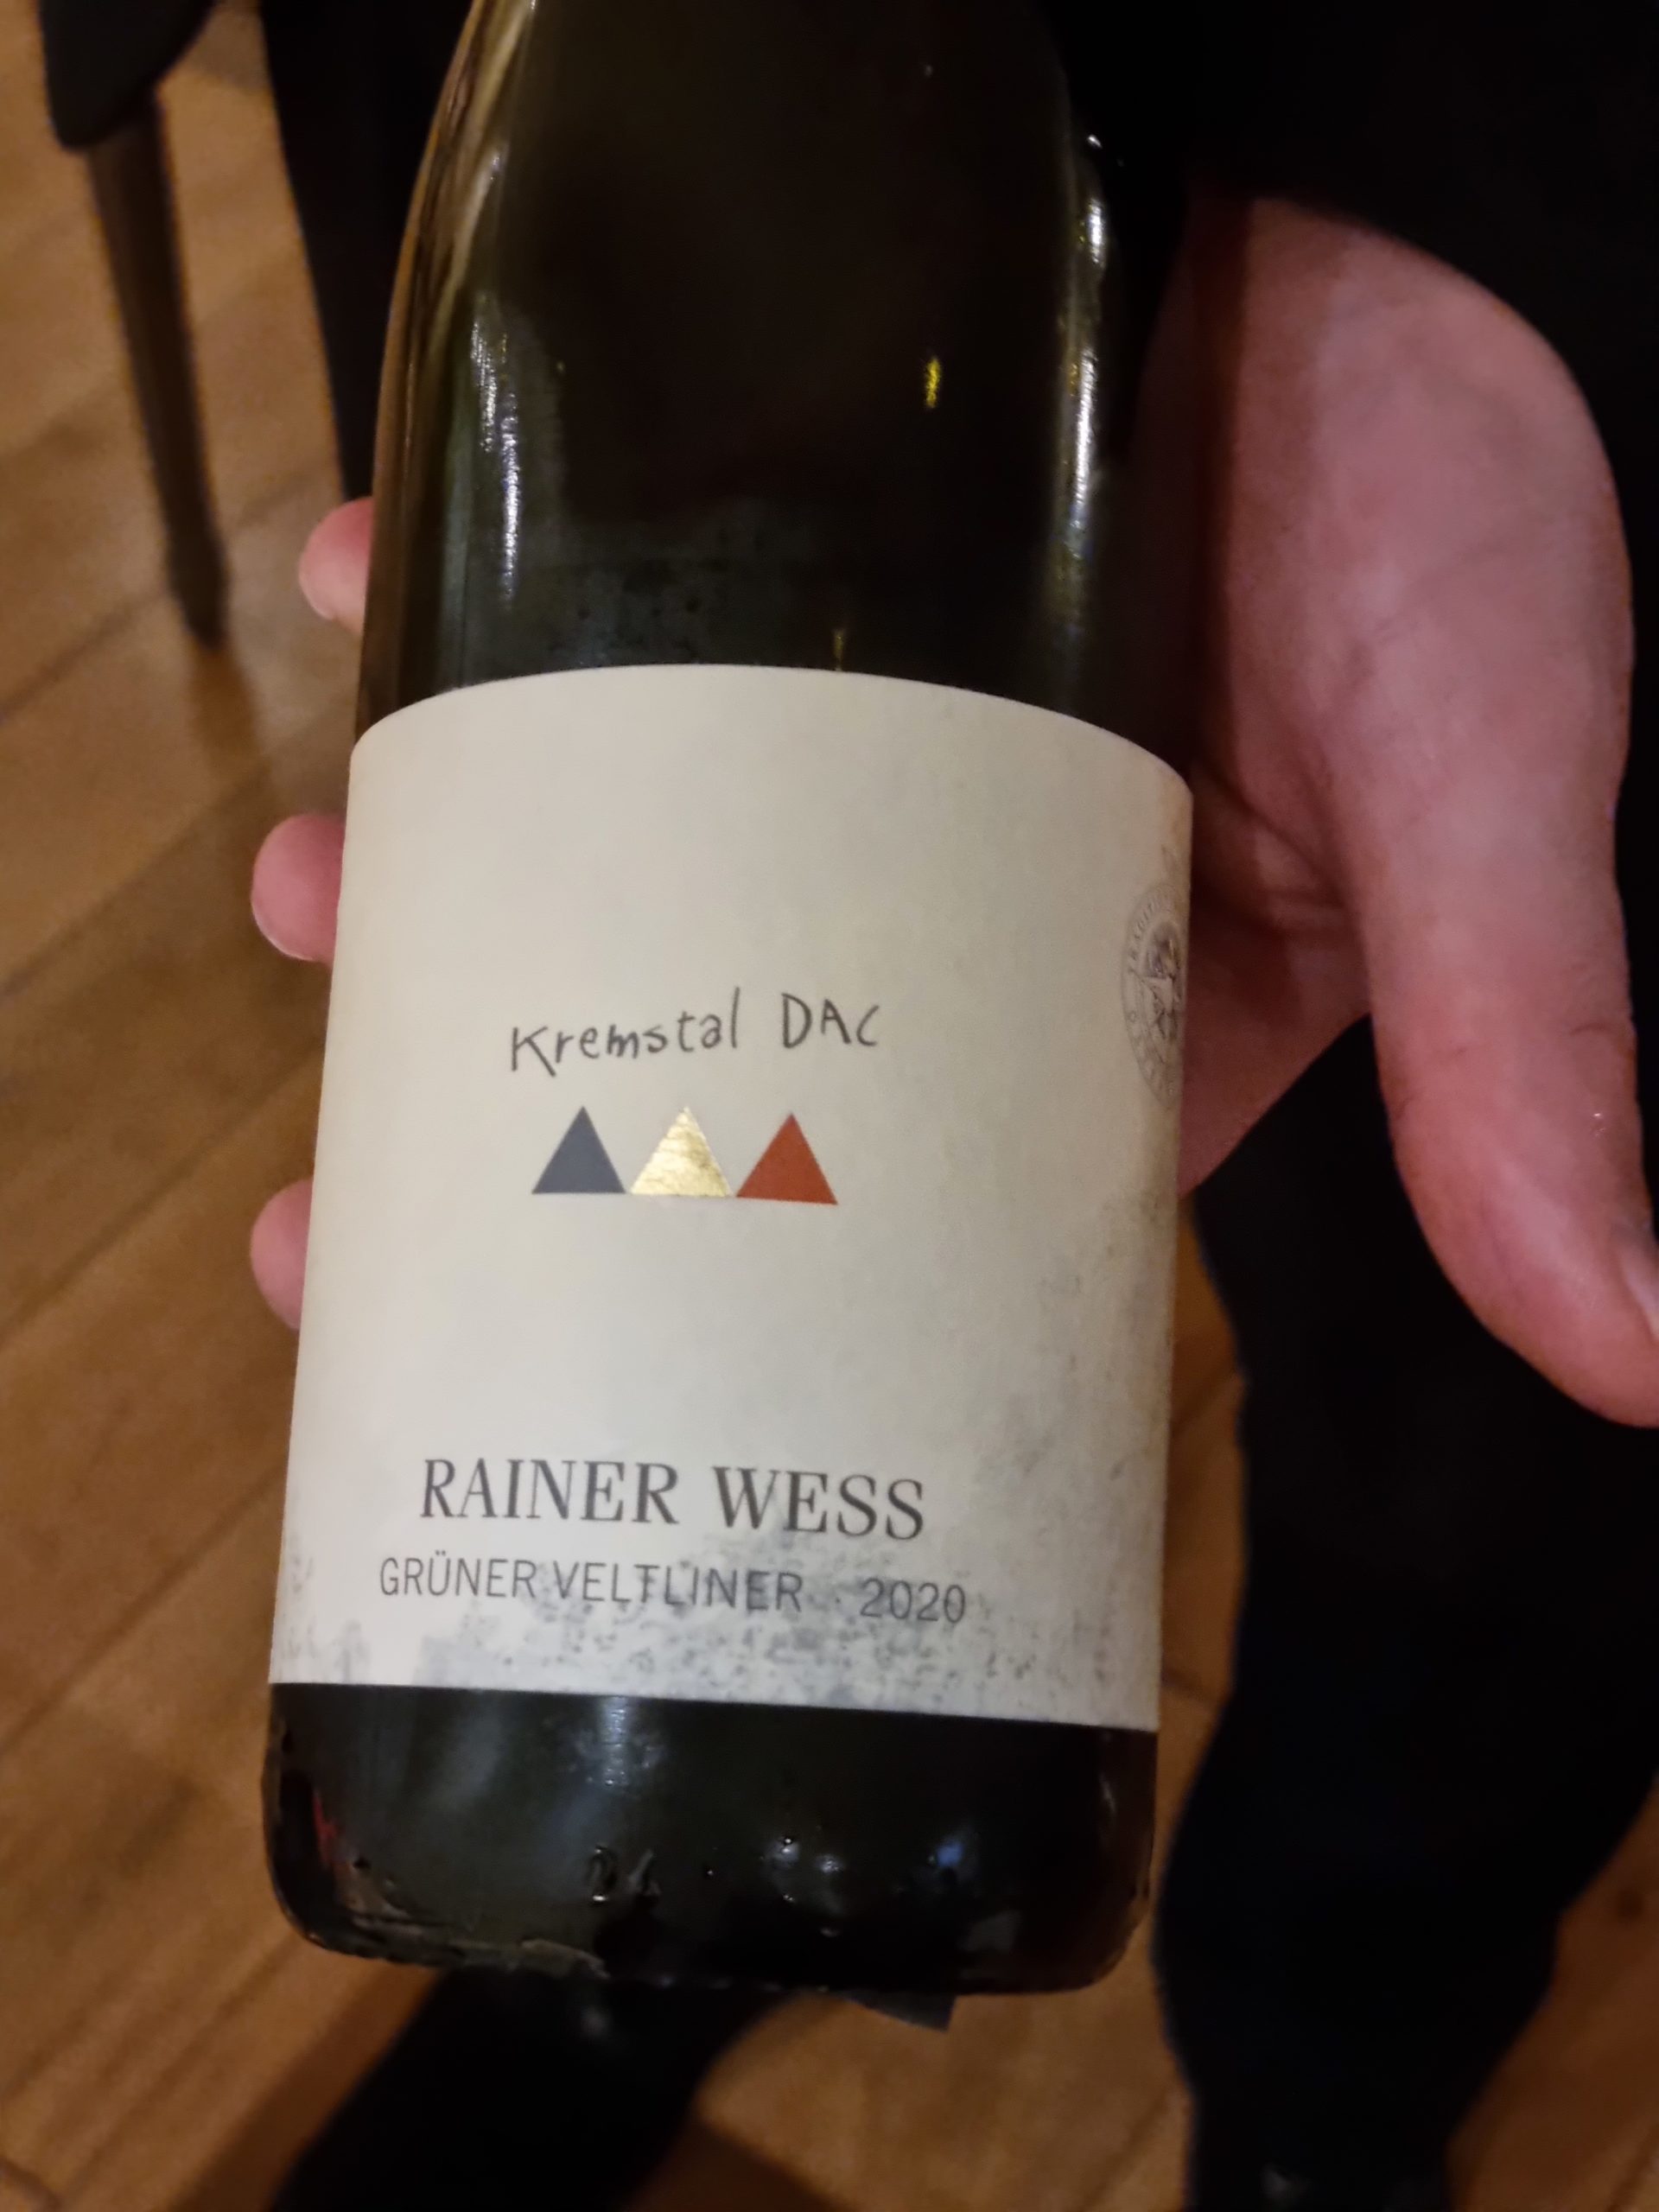 Kremstal DAC
RAINER WESS
GRÜNER VELTLINER · 2020